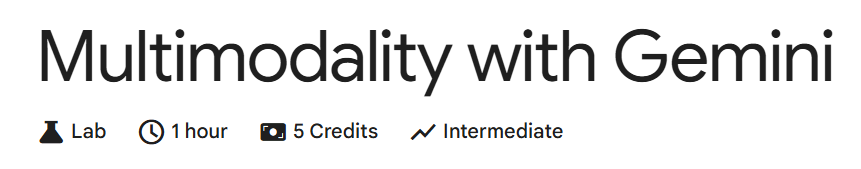 Multimodality with Gemini
Lab 1 hour 5 Credits Intermediate